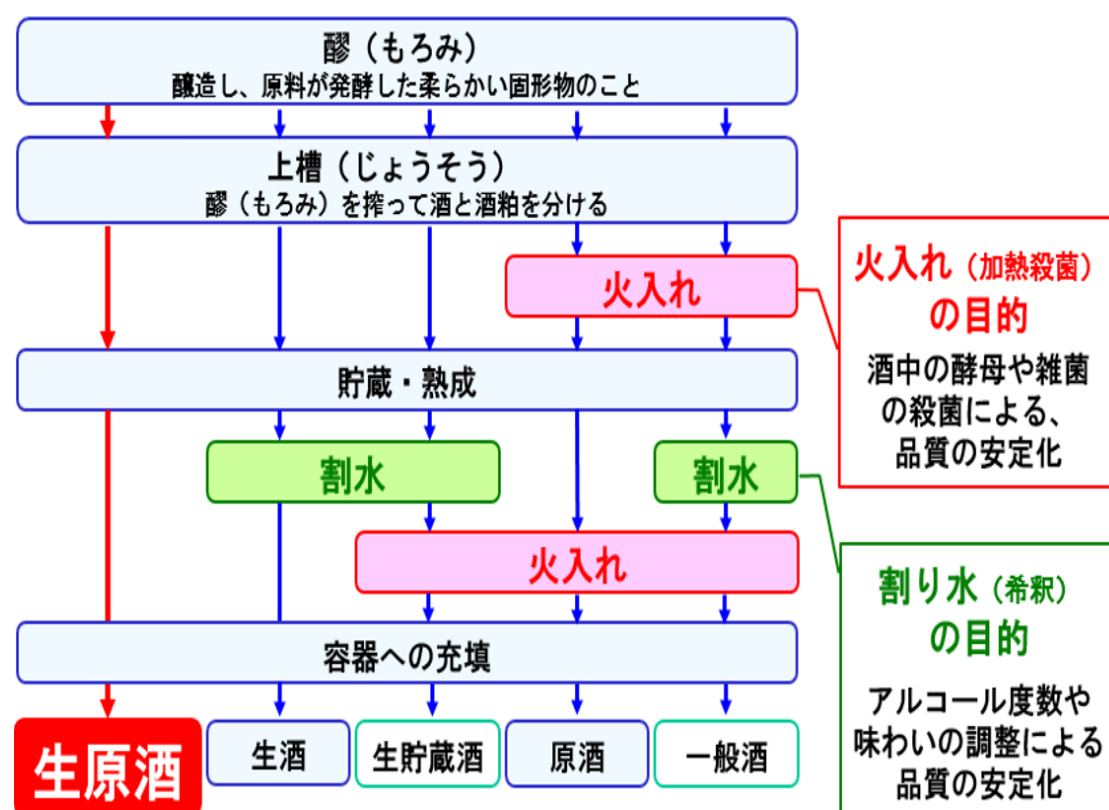 醪（もろみ）
醸造し、原料が発酵した柔らかい固形物のこと
上槽（じょうそう）
醪（もろみ）を搾って酒と酒粕を分ける
火入れ
貯蔵・熟成
割水
割水
火入れ
容器への充填
生原酒
生酒
生貯蔵酒
原酒
一般酒
火入れ（加熱殺菌）
の目的
酒中の酵母や雑菌
の殺菌による、
品質の安定化
割り水（希釈）
の目的
アルコール度数や
味わいの調整による
品質の安定化